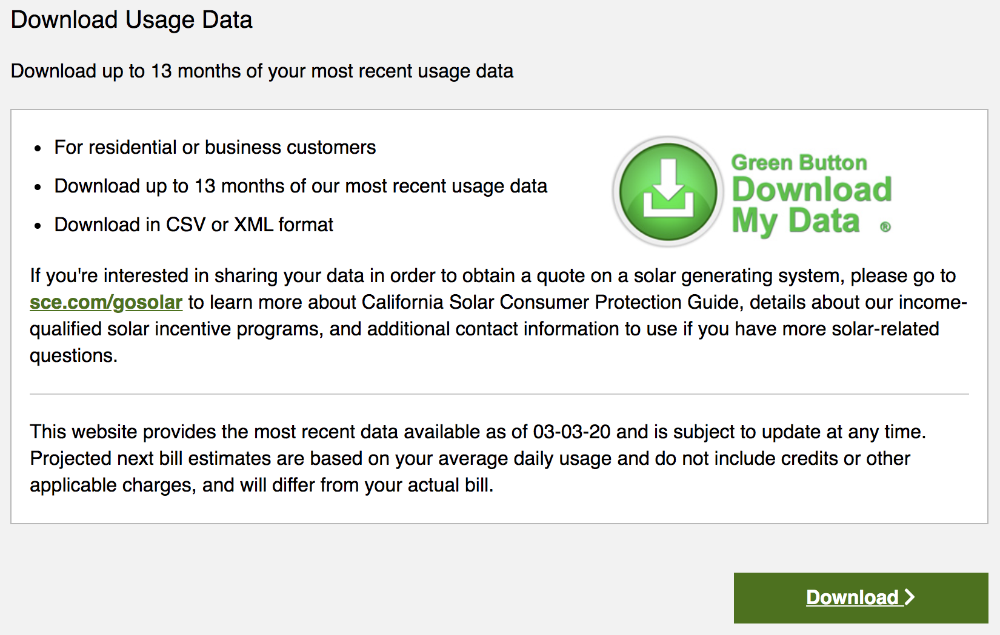 Download Usage Data
Download up to 13 months of your most recent usage data
• For residential or business customers
• Download up to 13 months of our most recent usage data
• Download in CSV or XML format
Green Button
Download
My Data ®
If you're interested in sharing your data in order to obtain a quote on a solar generating system, please go to
sce.com/gosolar to learn more about California Solar Consumer Protection Guide, details about our income-
qualified solar incentive programs, and additional contact information to use if you have more solar-related
questions.
This website provides the most recent data available as of 03-03-20 and is subject to update at any time.
Projected next bill estimates are based on your average daily usage and do not include credits or other
applicable charges, and will differ from your actual bill.
Download